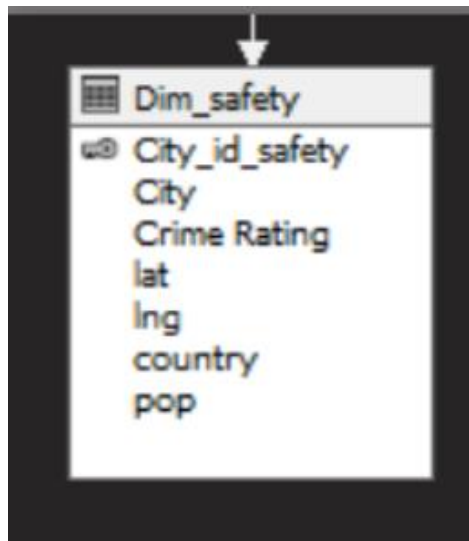 Dim_safety
City_id_safety
City
Crime Rating
lat
lng
country
pop